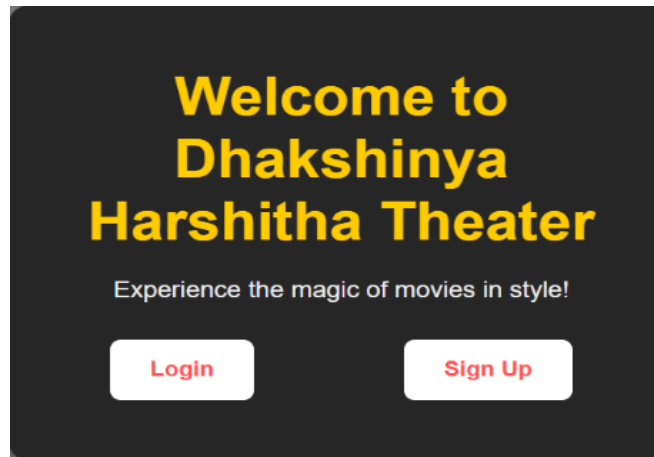 Welcome to
Dhakshinya
Harshitha Theater
Experience the magic of movies in style!
Login
Sign Up